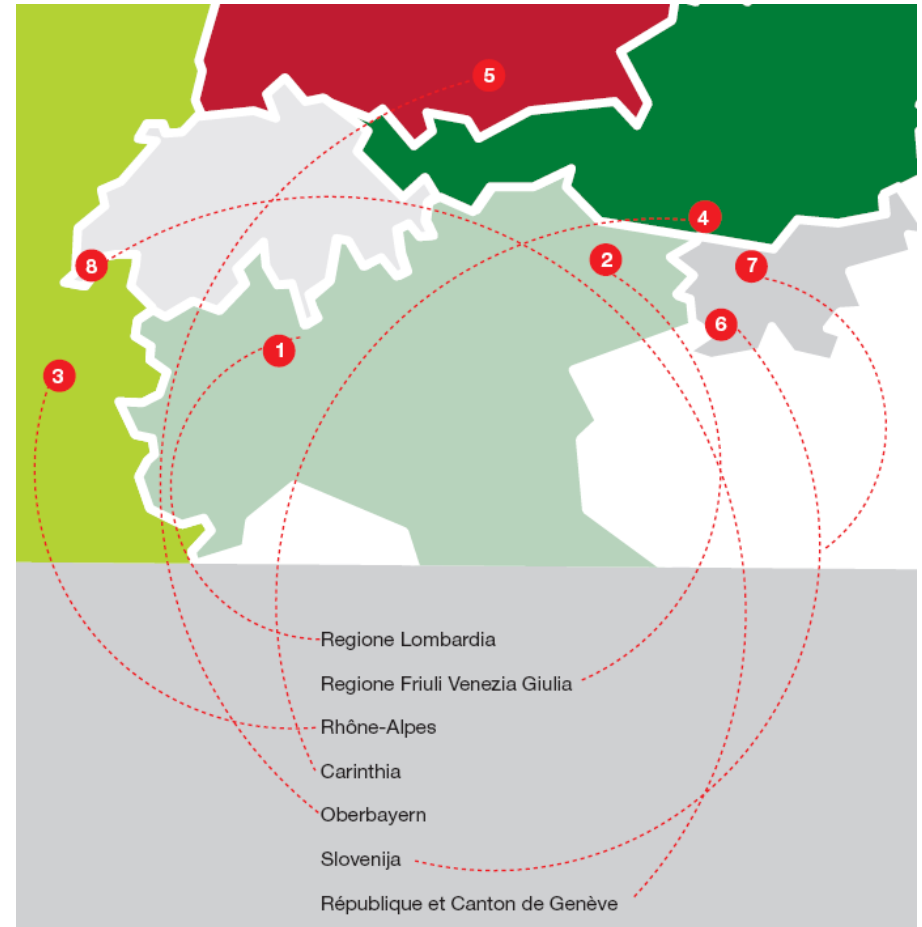 5
4
2
7
8
6
1
3
Regione Lombardia
Regione Friuli Venezia Giulia
Rhône-Alpes
Carinthia
Oberbayern
Slovenija
République et Canton de Genève